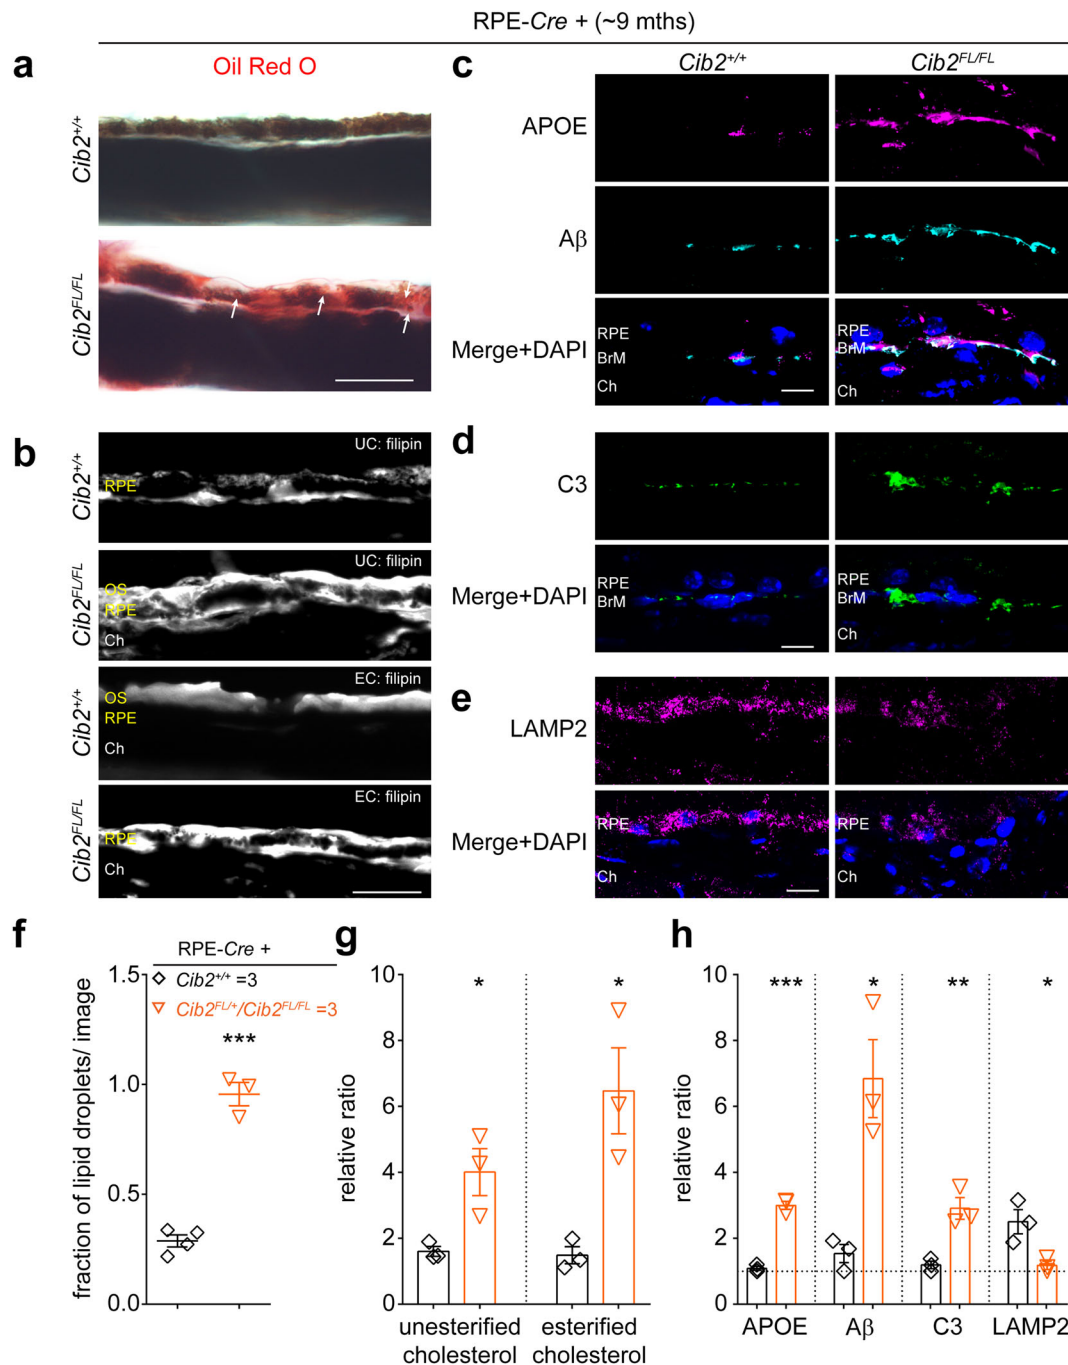 RPE-Cre + (~9 mths)
a
Oil Red O
Cib2+/+
Cib2FL/FL
b
Cib2+/+
UC: filipin
RPE
Cib2FL/FL
UC: filipin
OS
RPE
Ch
Cib2+/+
EC: filipin
OS
RPE
Ch
Cib2FL/FL
EC: filipin
RPE
Ch
c
Cib2+/+
Cib2FL/FL
APOE
Aβ
Merge+DAPI
RPE
BrM
Ch
RPE
BrM
Ch
d
C3
Merge+DAPI
RPE
BrM
Ch
RPE
BrM
Ch
e
LAMP2
Merge+DAPI
RPE
Ch
RPE
Ch
f
RPE-Cre +
Cib2+/+ =3
Cib2FL/+/Cib2FL/FL =3
***
fraction of lipid droplets/ image
1.5
1.0
0.5
0.0
g
relative ratio
10
8
6
4
2
0
*
*
unesterified
cholesterol
esterified
cholesterol
h
relative ratio
10
8
6
4
2
0
***
*
**
*
APOE
Aβ
C3
LAMP2